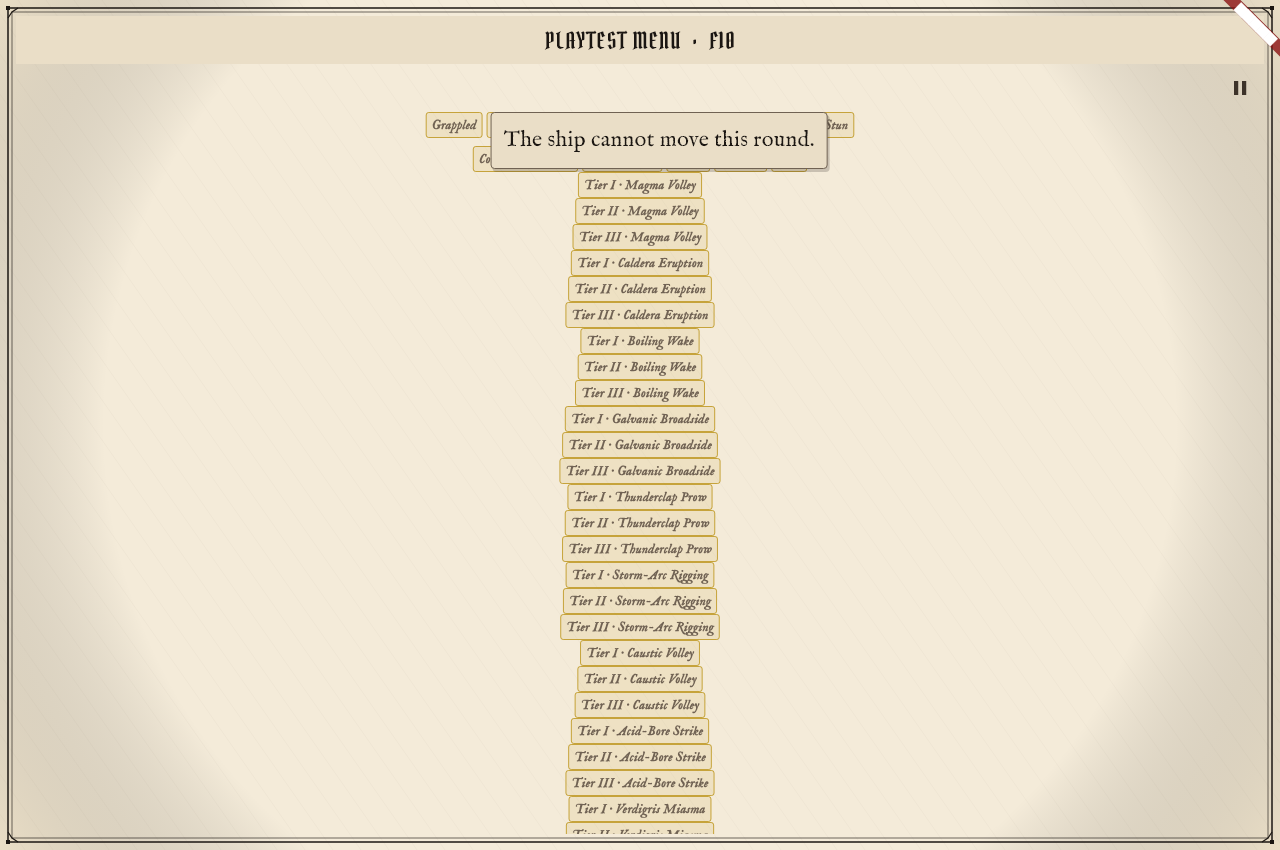 PLAYTEST MENU · F10
Grappled
Stun
The ship cannot move this round.
Tier I · Magma Volley
Tier II · Magma Volley
Tier III · Magma Volley
Tier I · Caldera Eruption
Tier II · Caldera Eruption
Tier III · Caldera Eruption
Tier I · Boiling Wake
Tier II · Boiling Wake
Tier III · Boiling Wake
Tier I · Galvanic Broadside
Tier II · Galvanic Broadside
Tier III · Galvanic Broadside
Tier I · Thunderclap Prow
Tier II · Thunderclap Prow
Tier III · Thunderclap Prow
Tier I · Storm-Arc Rigging
Tier II · Storm-Arc Rigging
Tier III · Storm-Arc Rigging
Tier I · Caustic Volley
Tier II · Caustic Volley
Tier III · Caustic Volley
Tier I · Acid-Bore Strike
Tier II · Acid-Bore Strike
Tier III · Acid-Bore Strike
Tier I · Verdigris Miasma